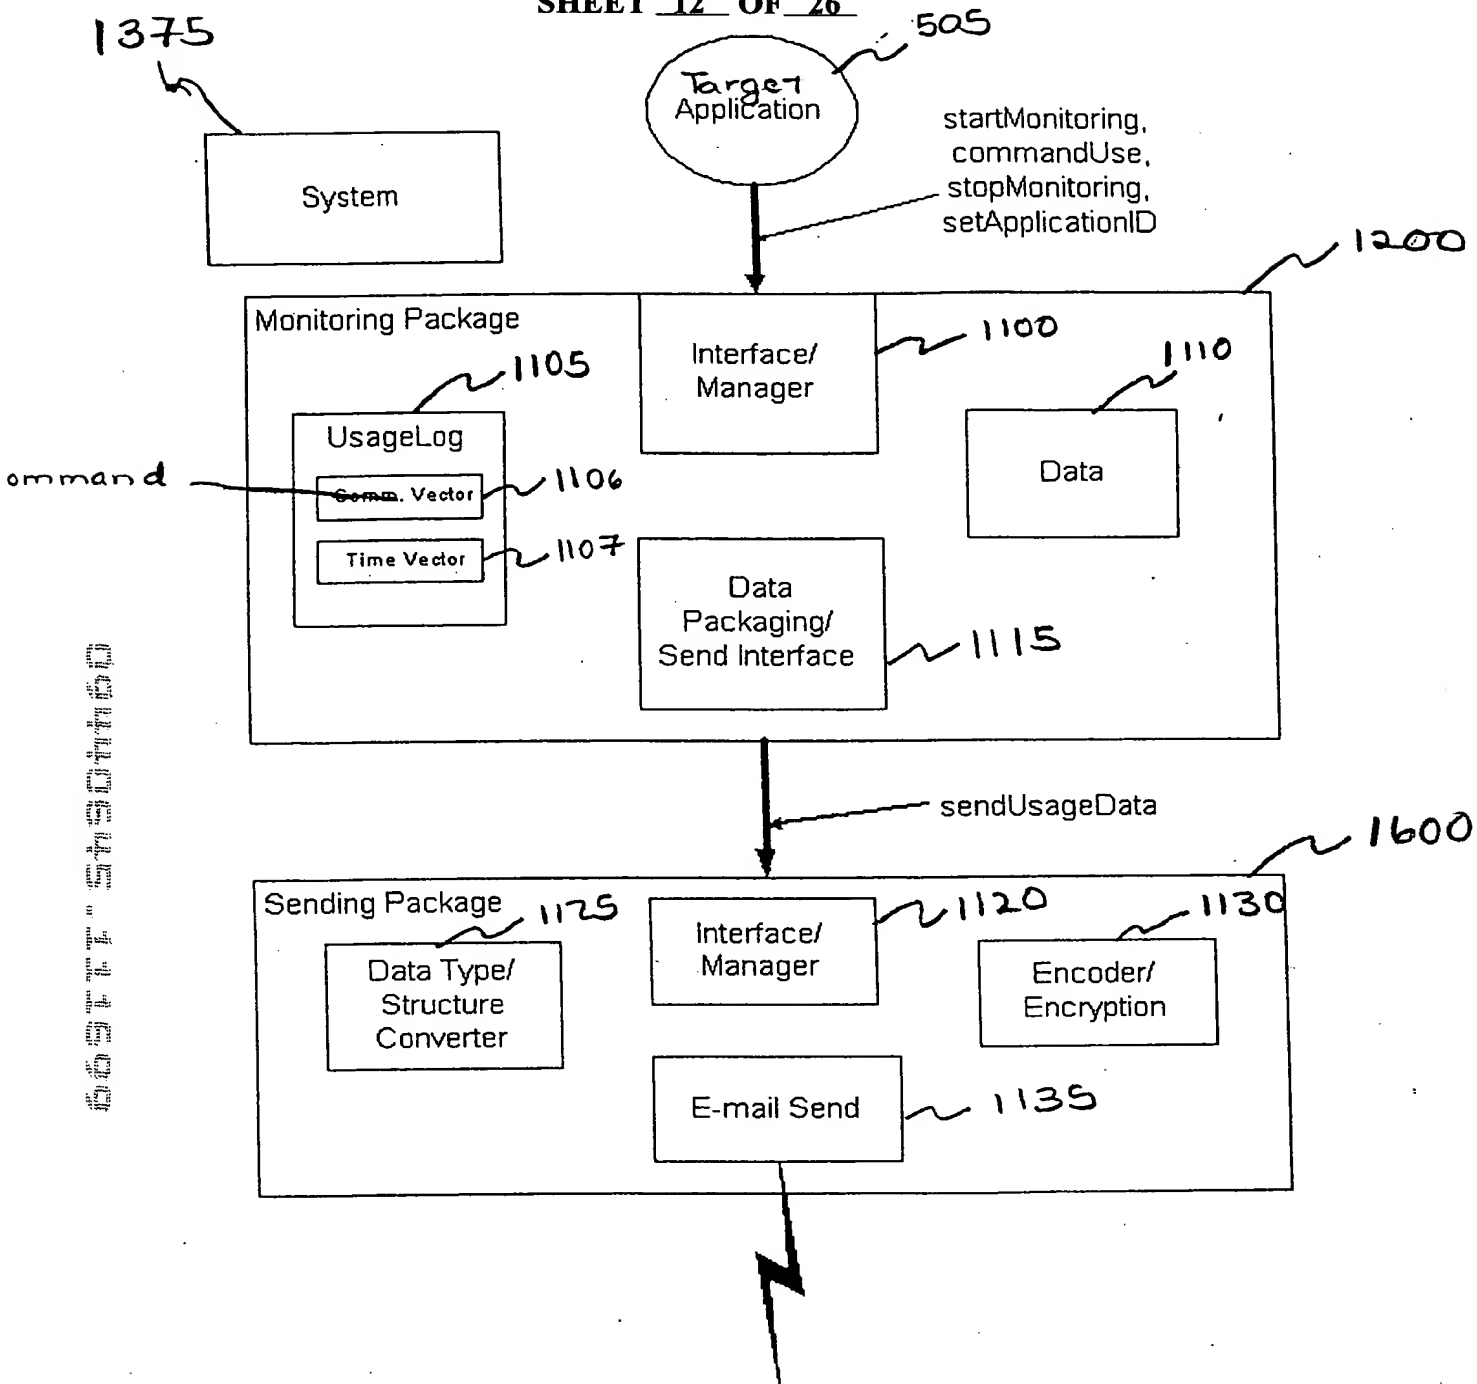 SHEET 12 OF 26
1375
505
Target
Application
System
startMonitoring,
commandUse,
stopMonitoring,
setApplicationID
1200
Monitoring Package
1105
UsageLog
ommand
Comm. Vector
1106
Time Vector
1107
Interface/
Manager
1100
1110
Data
Data
Packaging/
Send Interface
1115
sendUsageData
1600
Sending Package
1125
Data Type/
Structure
Converter
Interface/
Manager
1120
1130
Encoder/
Encryption
E-mail Send
1135